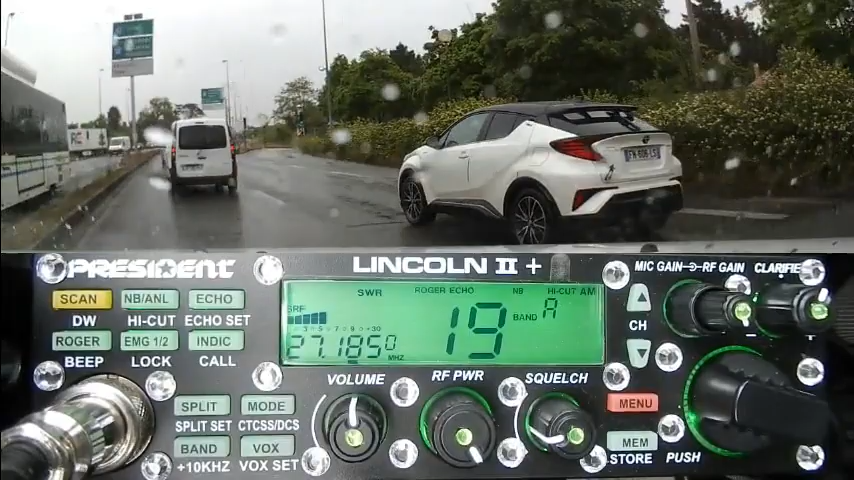 PRESIDENT
LINCOLN II +
MIC GAIN RF GAIN CLARIFIER
SCAN NB/ANL ECHO
DW HI-CUT ECHO SET
ROGER EMG 1/2 INDIC
BEEP LOCK CALL
SWR ROGER ECHO NB HI-CUT AM
SRF
19 BAND A
27.1850 MHZ
CH
VOLUME RF PWR SQUELCH
SPLIT MODE
SPLIT SET CTCSS/DCS
BAND VOX
+10KHZ VOX SET
MENU
MEM
STORE PUSH